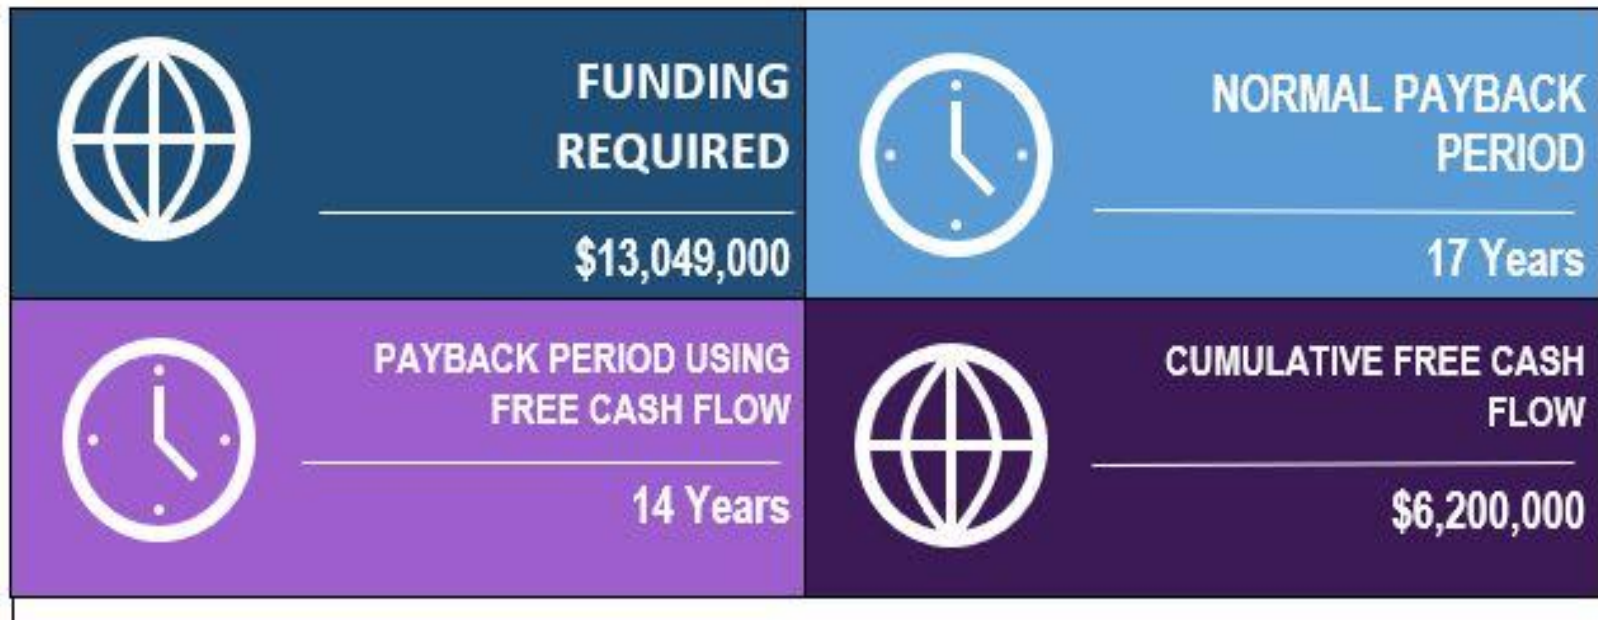 FUNDING
REQUIRED
$13,049,000
NORMAL PAYBACK
PERIOD
17 Years
PAYBACK PERIOD USING
FREE CASH FLOW
14 Years
CUMULATIVE FREE CASH
FLOW
$6,200,000